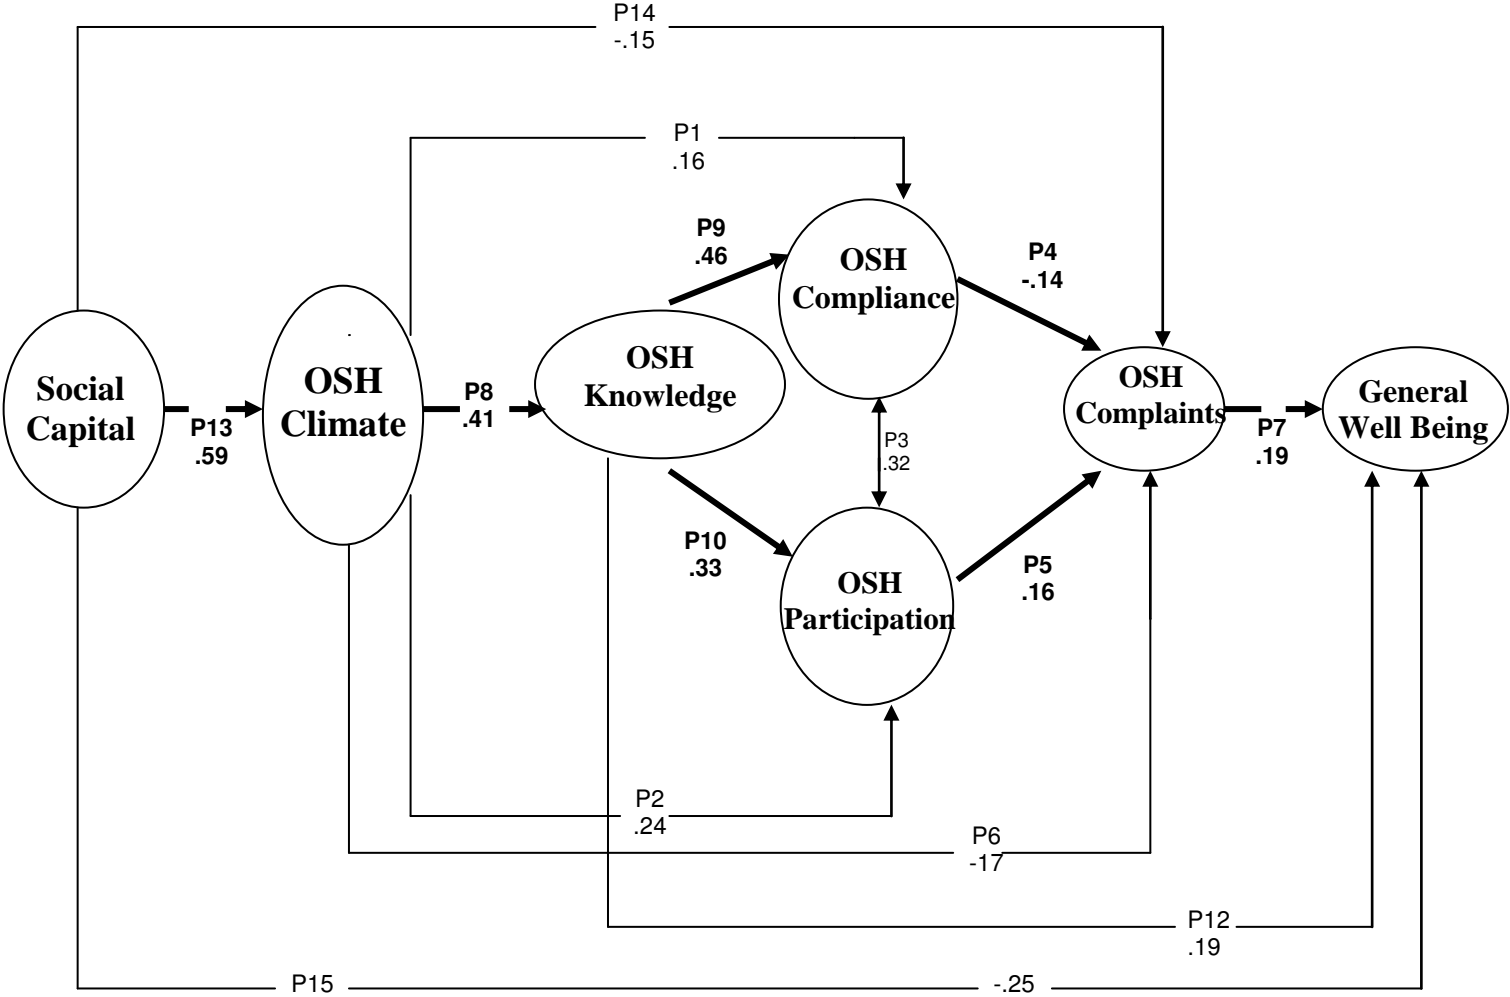 P14
-.15
P1
.16
P9
.46
OSH
Compliance
P4
-.14
Social
Capital
P13
.59
OSH
Climate
P8
.41
OSH
Knowledge
P3
.32
OSH
Complaints
P7
.19
General
Well Being
P10
.33
OSH
Participation
P5
.16
P2
.24
P6
-17
P12
.19
P15
-.25